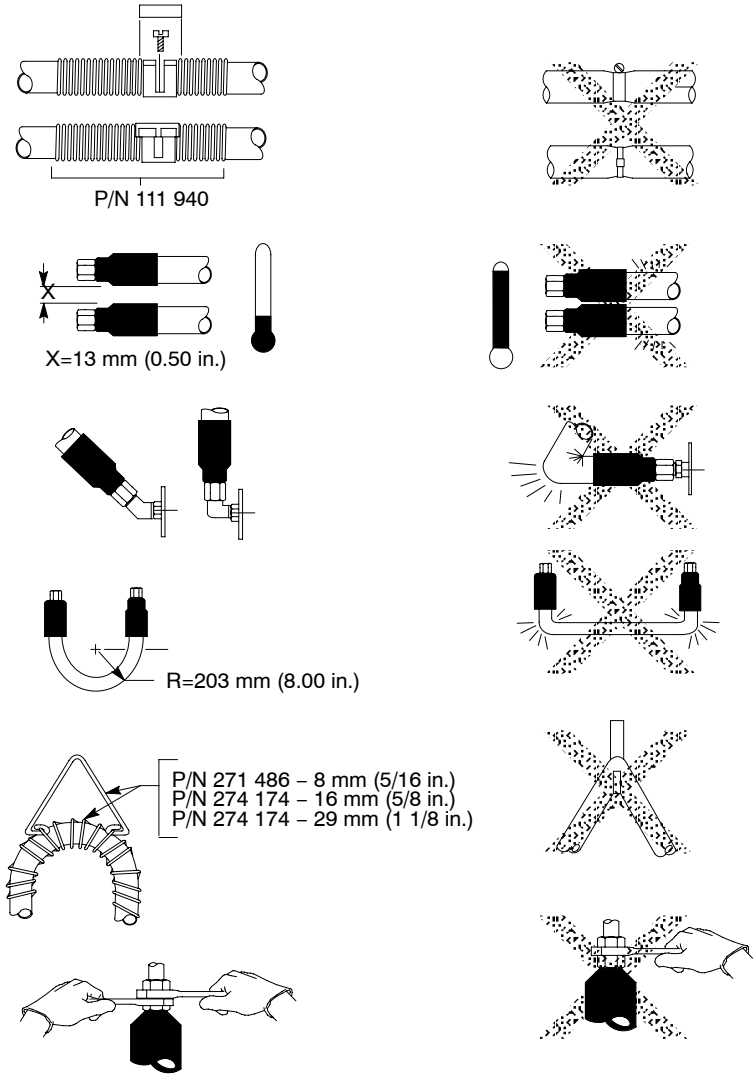 P/N 111 940
X
X=13 mm (0.50 in.)
R=203 mm (8.00 in.)
P/N 271 486 – 8 mm (5/16 in.)
P/N 274 174 – 16 mm (5/8 in.)
P/N 274 174 – 29 mm (1 1/8 in.)